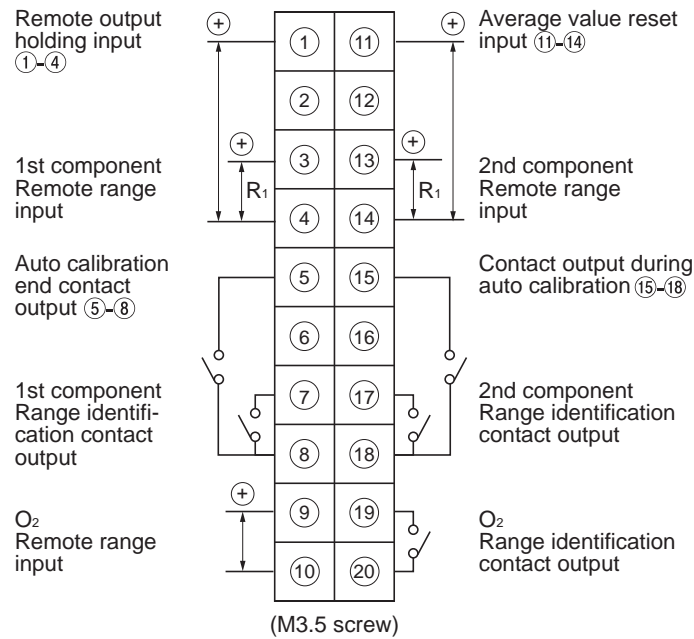 Remote output
holding input
①-④
1st component
Remote range
input
Auto calibration
end contact
output ⑤-⑧
1st component
Range identifi-
cation contact
output
O₂
Remote range
input
+
+
R₁
+
① ⑪
② ⑫
③ ⑬
④ ⑭
⑤ ⑮
⑥ ⑯
⑦ ⑰
⑧ ⑱
⑨ ⑲
⑩ ⑳
(M3.5 screw)
+
+
R₁
Average value reset
input ⑪-⑭
2nd component
Remote range
input
Contact output during
auto calibration ⑮-⑱
2nd component
Range identification
contact output
O₂
Range identification
contact output